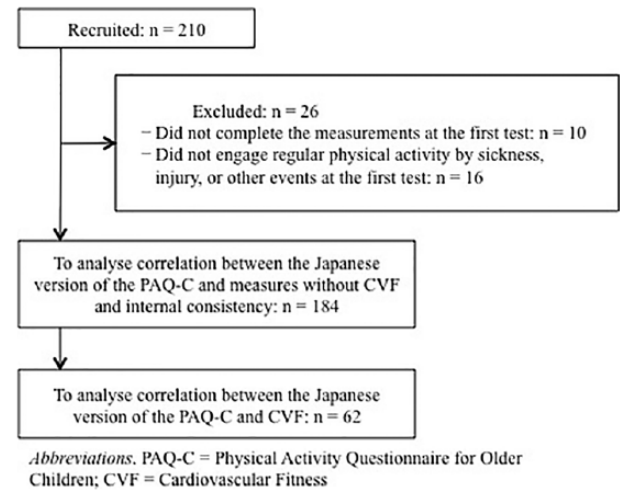 Recruited: n = 210
Excluded: n = 26
− Did not complete the measurements at the first test: n = 10
− Did not engage regular physical activity by sickness,
injury, or other events at the first test: n = 16
To analyse correlation between the Japanese
version of the PAQ-C and measures without CVF
and internal consistency: n = 184
To analyse correlation between the Japanese
version of the PAQ-C and CVF: n = 62
Abbreviations. PAQ-C = Physical Activity Questionnaire for Older
Children; CVF = Cardiovascular Fitness